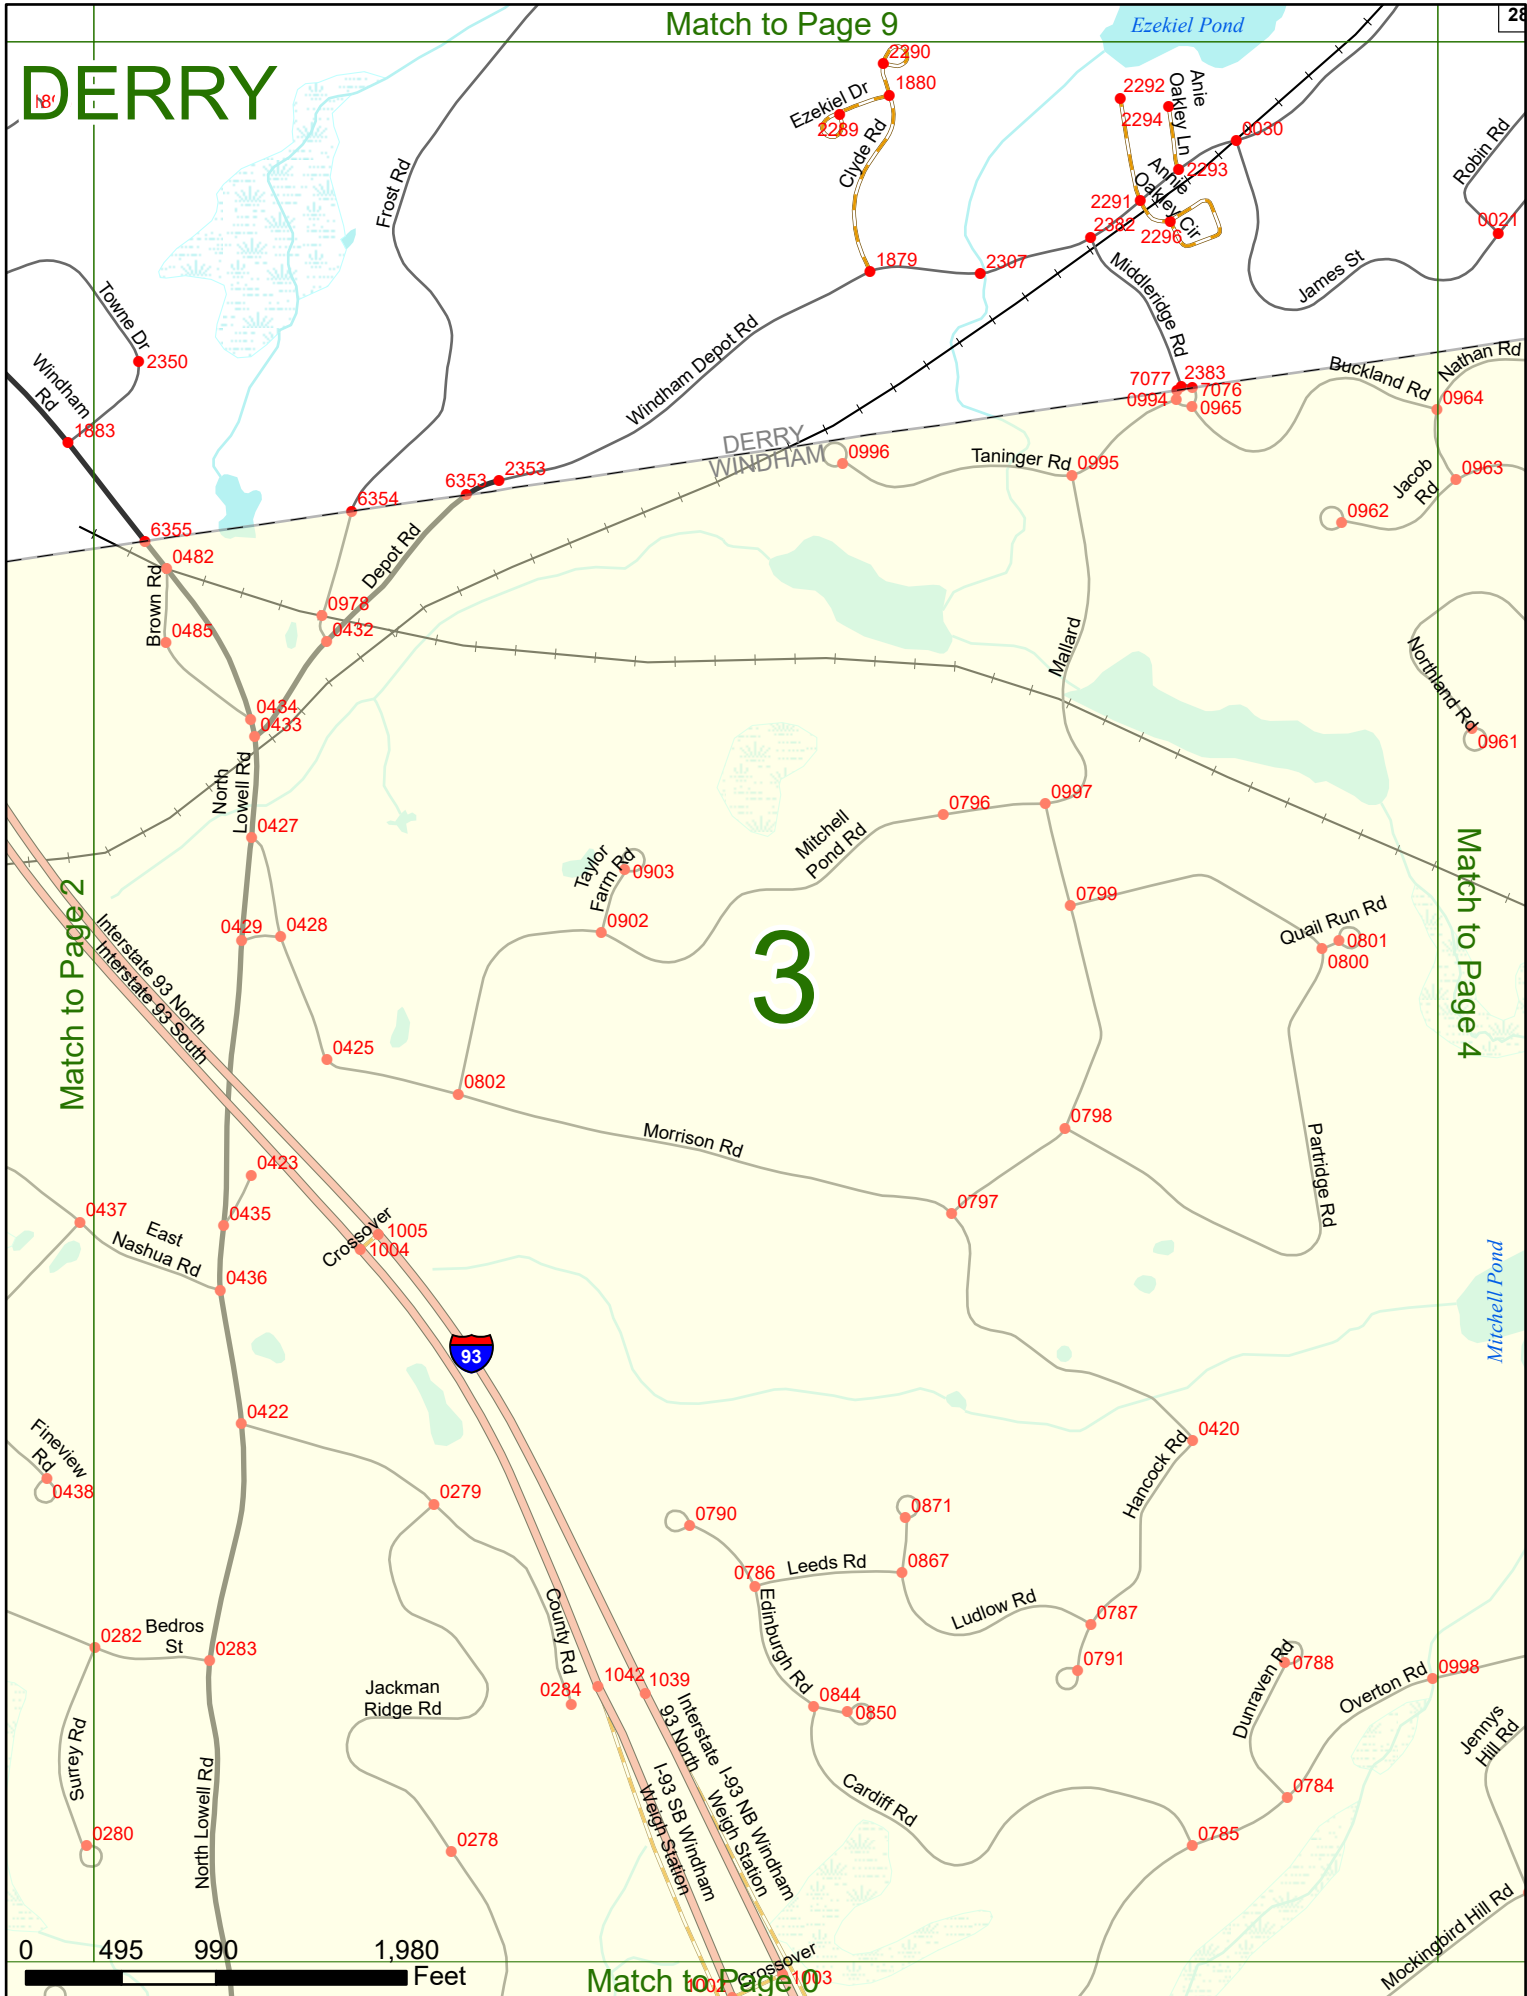 Match to Page 9
28
Ezekiel Pond
DERRY
2290
1880
Ezekiel Dr
2289
Clyde Rd
2292
2294
Anie
Oakley Ln
0030
2293
Annie
Oakley Cir
2291
2296
2382
Robin Rd
0021
Frost Rd
1879
2307
Middleridge Rd
James St
Towne Dr
2350
Windham
Rd
1883
Windham Depot Rd
7077
2383
7076
0994
0965
Buckland Rd
Nathan Rd
0964
DERRY
WINDHAM
0996
Taninger Rd
0995
Jacob
Rd
0963
0962
6353
2353
6354
6355
0482
Depot Rd
Brown Rd
0978
0432
0485
Mallard
Northland Rd
0961
0434
0433
North
Lowell Rd
0427
0796
0997
Mitchell
Pond Rd
Taylor
Farm Rd
0903
0902
0799
Match to Page 2
Match to Page 4
0429
0428
Quail Run Rd
0801
0800
Interstate 93 North
Interstate 93 South
3
0425
0802
Morrison Rd
0798
Partridge Rd
0423
0437
0435
East
Nashua Rd
Crossover
1005
1004
0797
0436
Mitchell Pond
93
0422
0420
Hancock Rd
Fineview
Rd
0438
0279
0790
0871
0786
Leeds Rd
0867
Edinburgh Rd
Ludlow Rd
0787
0791
County Rd
0282
Bedros
St
0283
Dunraven Rd
0788
Overton Rd
0998
1042
1039
0284
Jackman
Ridge Rd
0844
0850
Interstate
93 North
Surrey Rd
North Lowell Rd
Jennys
Hill Rd
I-93 SB Windham
Weigh Station
I-93 NB Windham
Weigh Station
Cardiff Rd
0784
0280
0278
0785
Mockingbird Hill Rd
0
495
990
1,980
Feet
Crossover
1002
1003
Match to Page 0